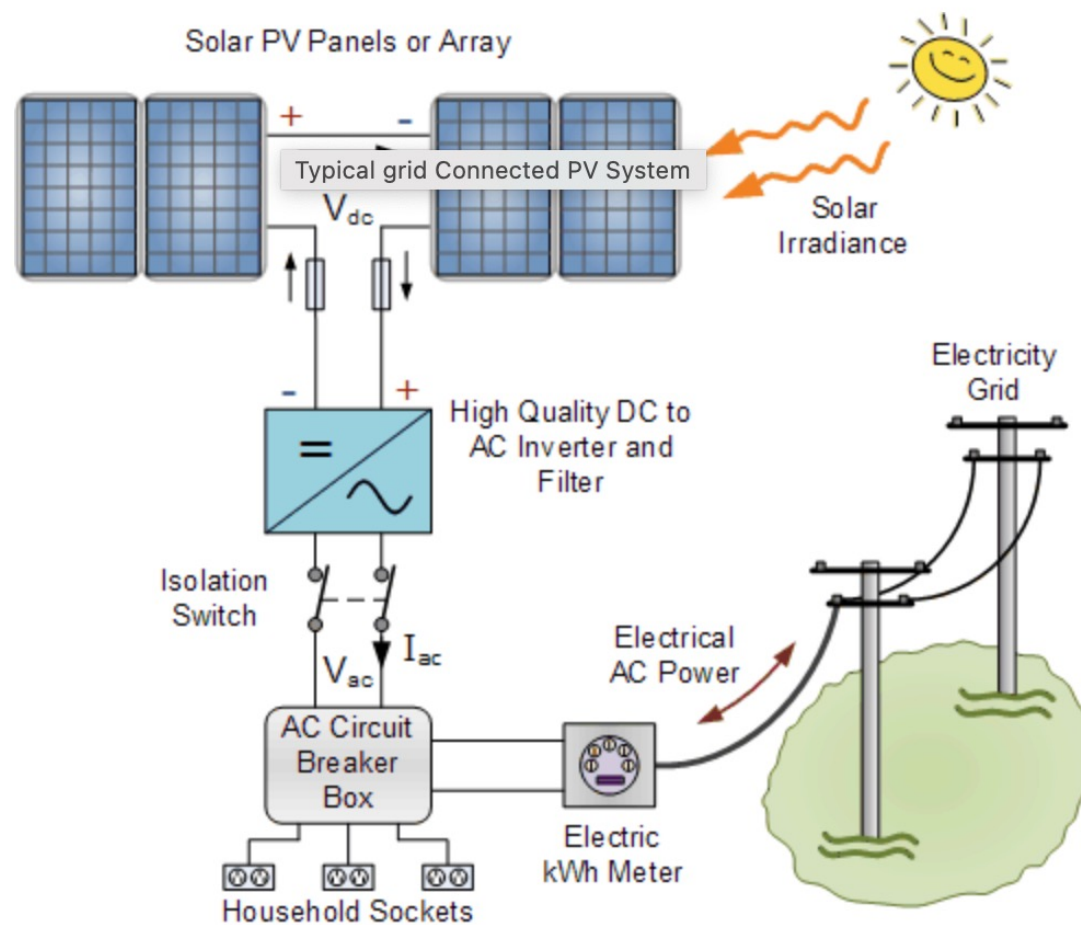 Solar PV Panels or Array
+ -
Typical grid Connected PV System
Vdc
Solar
Irradiance
- +
High Quality DC to
AC Inverter and
Filter
=
Electricity
Grid
Isolation
Switch
Iac
Vac
Electrical
AC Power
AC Circuit
Breaker
Box
Electric
kWh Meter
Household Sockets